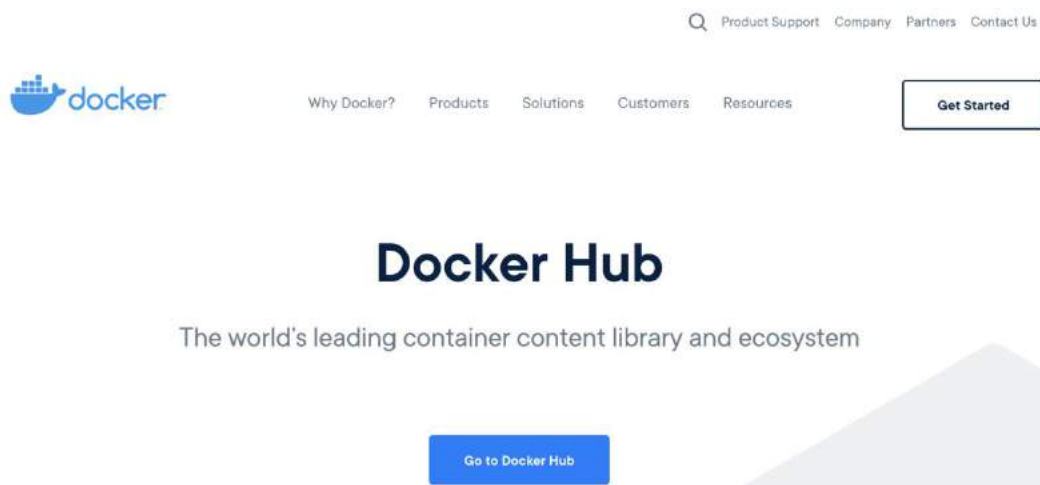 Product Support Company Partners Contact Us
docker
Why Docker? Products Solutions Customers Resources
Get Started
Docker Hub
The world's leading container content library and ecosystem
Go to Docker Hub